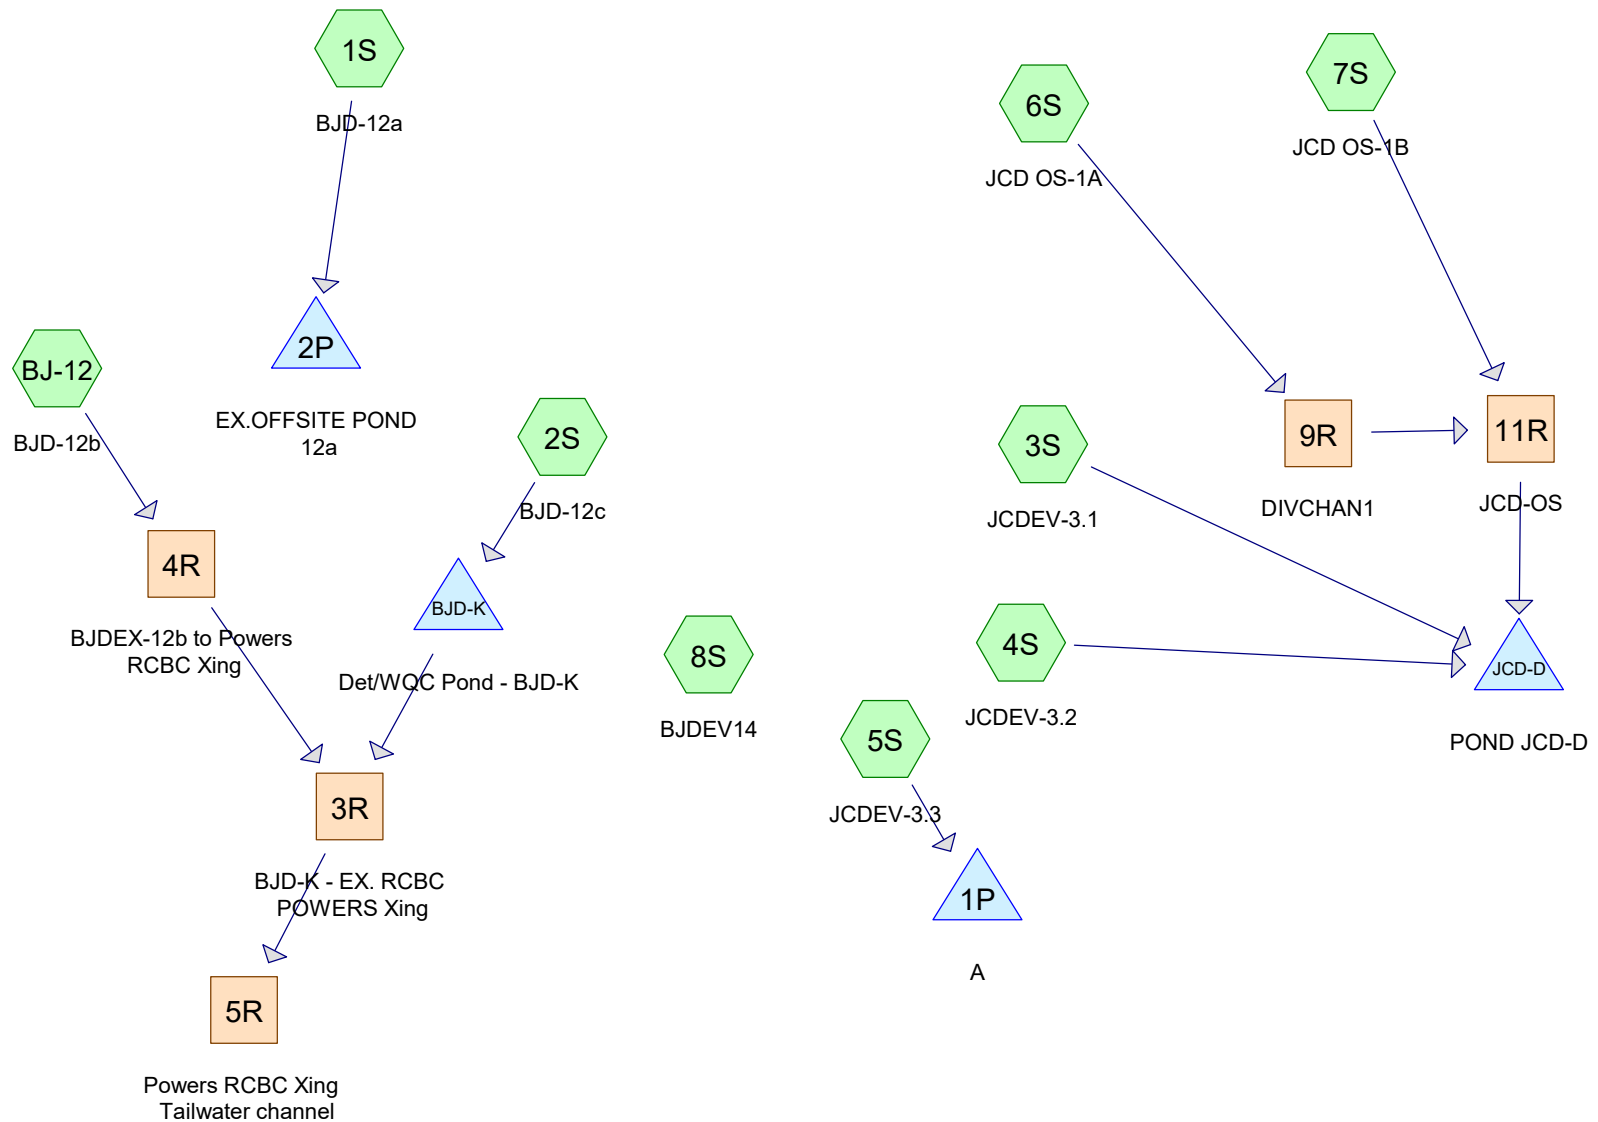 1S
BJD-12a
6S
JCD OS-1A
7S
JCD OS-1B
2P
EX.OFFSITE POND
12a
BJ-12
BJD-12b
2S
BJD-12c
3S
JCDEV-3.1
9R
DIVCHAN1
11R
JCD-OS
4R
BJDEX-12b to Powers
RCBC Xing
BJD-K
Det/WQC Pond - BJD-K
8S
BJDEV14
4S
JCDEV-3.2
JCD-D
POND JCD-D
5S
JCDEV-3.3
3R
BJD-K - EX. RCBC
POWERS Xing
1P
A
5R
Powers RCBC Xing
Tailwater channel